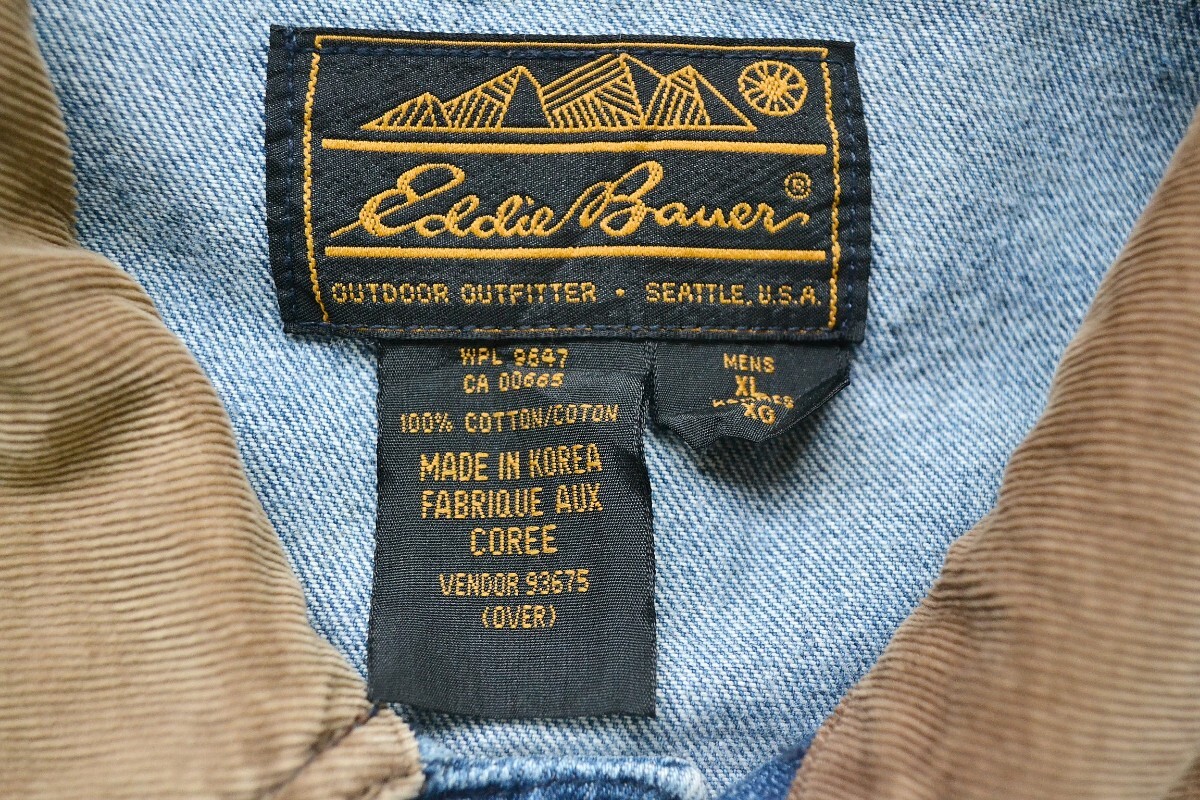 Eddie Bauer ®
OUTDOOR OUTFITTER • SEATTLE, U.S.A.
WPL 9847
CA 00665
100% COTTON/COTON
MADE IN KOREA
FABRIQUE AUX
COREE
VENDOR 93675
(OVER)
MENS
XL
XG